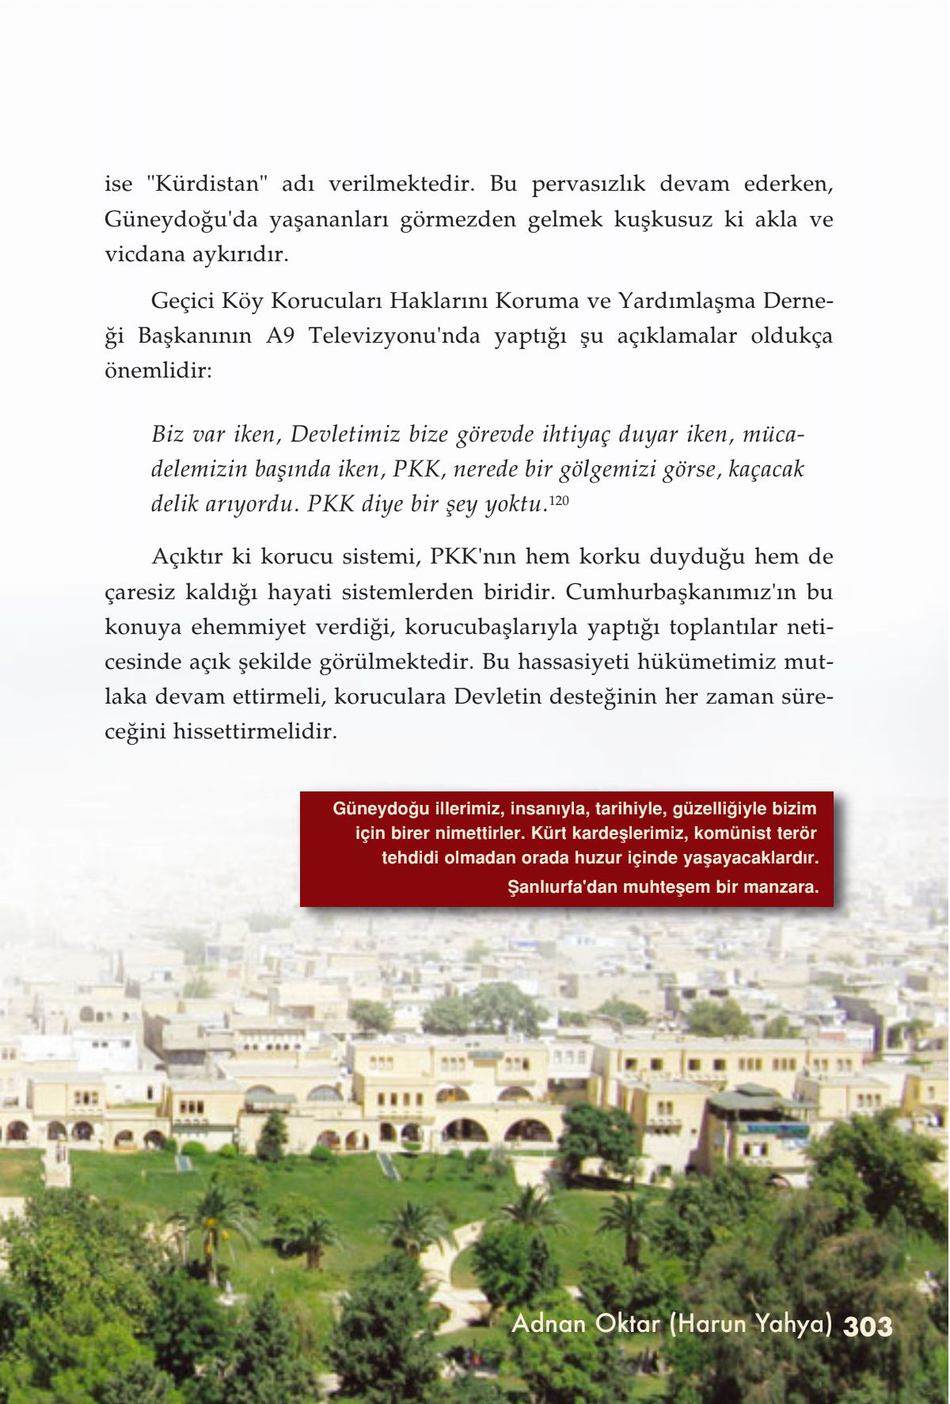 ise "Kürdistan" adı verilmektedir. Bu pervasızlık devam ederken,
Güneydoğu'da yaşananları görmezden gelmek kuşkusuz ki akla ve
vicdana aykırıdır.
Geçici Köy Korucuları Haklarını Koruma ve Yardımlaşma Derne-
ği Başkanının A9 Televizyonu'nda yaptığı şu açıklamalar oldukça
önemlidir:
Biz var iken, Devletimiz bize görevde ihtiyaç duyar iken, müca-
delemizin başında iken, PKK, nerede bir gölgemizi görse, kaçacak
delik arıyordu. PKK diye bir şey yoktu.120
Açıktır ki korucu sistemi, PKK'nın hem korku duyduğu hem de
çaresiz kaldığı hayati sistemlerden biridir. Cumhurbaşkanımız'ın bu
konuya ehemmiyet verdiği, korucubaşlarıyla yaptığı toplantılar neti-
cesinde açık şekilde görülmektedir. Bu hassasiyeti hükümetimiz mut-
laka devam ettirmeli, koruculara Devletin desteğinin her zaman süre-
ceğini hissettirmelidir.
Güneydoğu illerimiz, insanıyla, tarihiyle, güzelliğiyle bizim
için birer nimettirler. Kürt kardeşlerimiz, komünist terör
tehdidi olmadan orada huzur içinde yaşayacaklardır.
Şanlıurfa'dan muhteşem bir manzara.
Adnan Oktar (Harun Yahya) 303